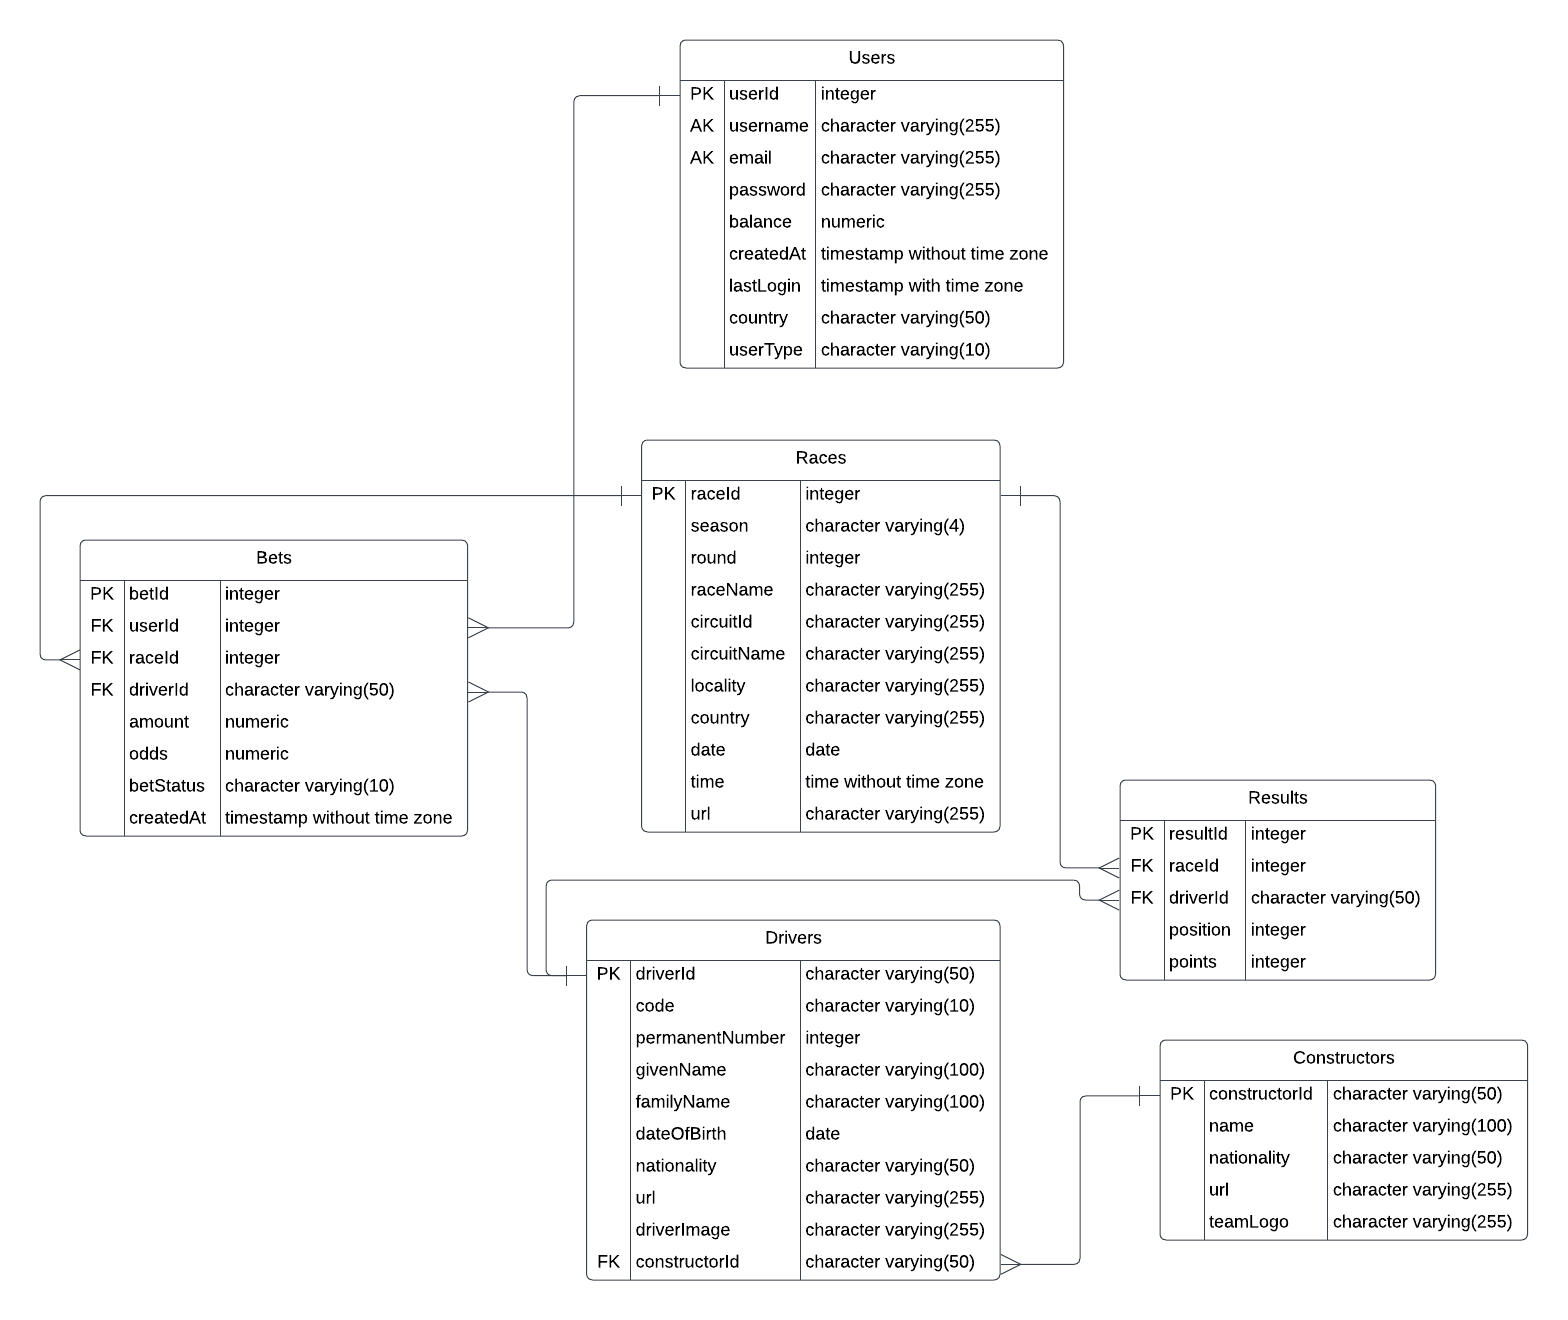 Users
PK userId integer
AK username character varying(255)
AK email character varying(255)
password character varying(255)
balance numeric
createdAt timestamp without time zone
lastLogin timestamp with time zone
country character varying(50)
userType character varying(10)
Races
PK raceId integer
season character varying(4)
round integer
raceName character varying(255)
circuitId character varying(255)
circuitName character varying(255)
locality character varying(255)
country character varying(255)
date date
time time without time zone
url character varying(255)
Bets
PK betId integer
FK userId integer
FK raceId integer
FK driverId character varying(50)
amount numeric
odds numeric
betStatus character varying(10)
createdAt timestamp without time zone
Results
PK resultId integer
FK raceId integer
FK driverId character varying(50)
position integer
points integer
Drivers
PK driverId character varying(50)
code character varying(10)
permanentNumber integer
givenName character varying(100)
familyName character varying(100)
dateOfBirth date
nationality character varying(50)
url character varying(255)
driverImage character varying(255)
FK constructorId character varying(50)
Constructors
PK constructorId character varying(50)
name character varying(100)
nationality character varying(50)
url character varying(255)
teamLogo character varying(255)